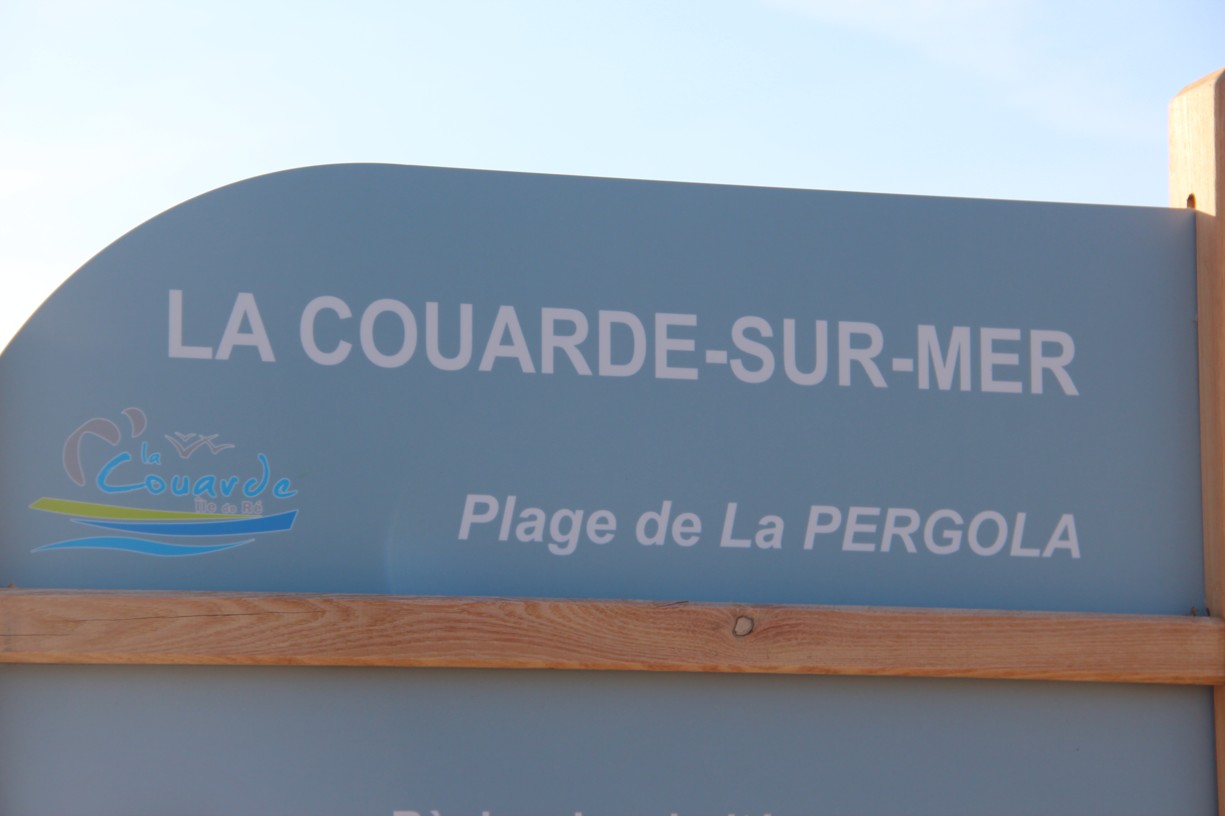 LA COUARDE-SUR-MER
la
Couarde
Île de Ré
Plage de La PERGOLA